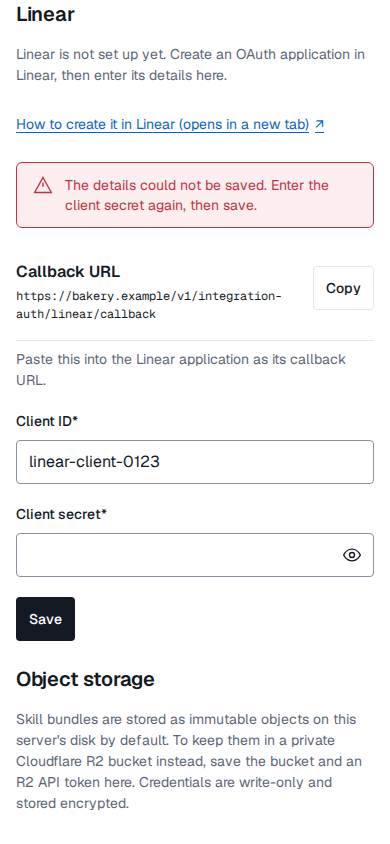 Linear
Linear is not set up yet. Create an OAuth application in
Linear, then enter its details here.
How to create it in Linear (opens in a new tab)
The details could not be saved. Enter the
client secret again, then save.
Callback URL
https://bakery.example/v1/integration-
auth/linear/callback
Copy
Paste this into the Linear application as its callback
URL.
Client ID*
linear-client-0123
Client secret*
Save
Object storage
Skill bundles are stored as immutable objects on this
server's disk by default. To keep them in a private
Cloudflare R2 bucket instead, save the bucket and an
R2 API token here. Credentials are write-only and
stored encrypted.